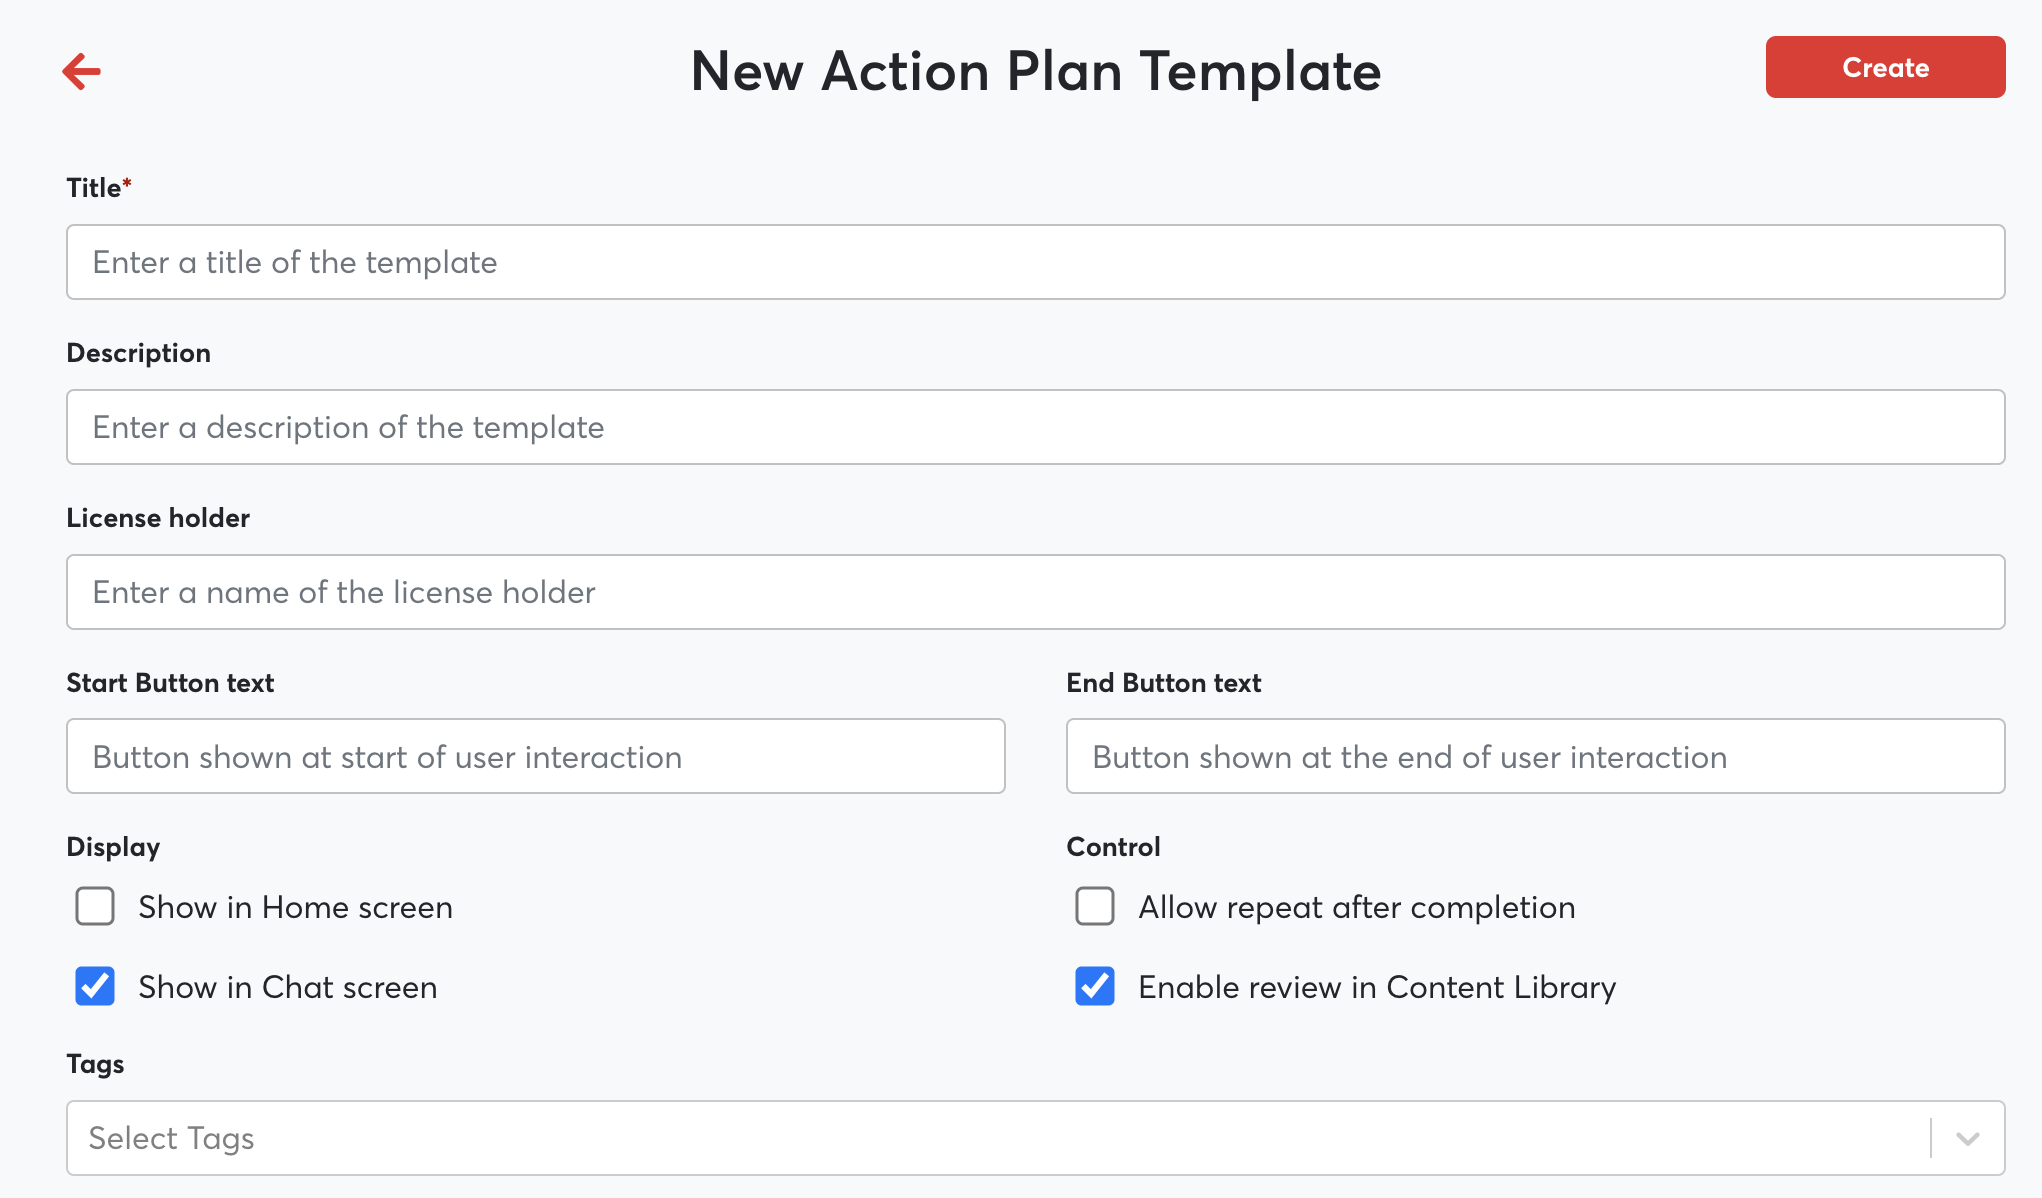 New Action Plan Template
Create
Title*
Enter a title of the template
Description
Enter a description of the template
License holder
Enter a name of the license holder
Start Button text
End Button text
Button shown at start of user interaction
Button shown at the end of user interaction
Display
Control
Show in Home screen
Allow repeat after completion
Show in Chat screen
Enable review in Content Library
Tags
Select Tags